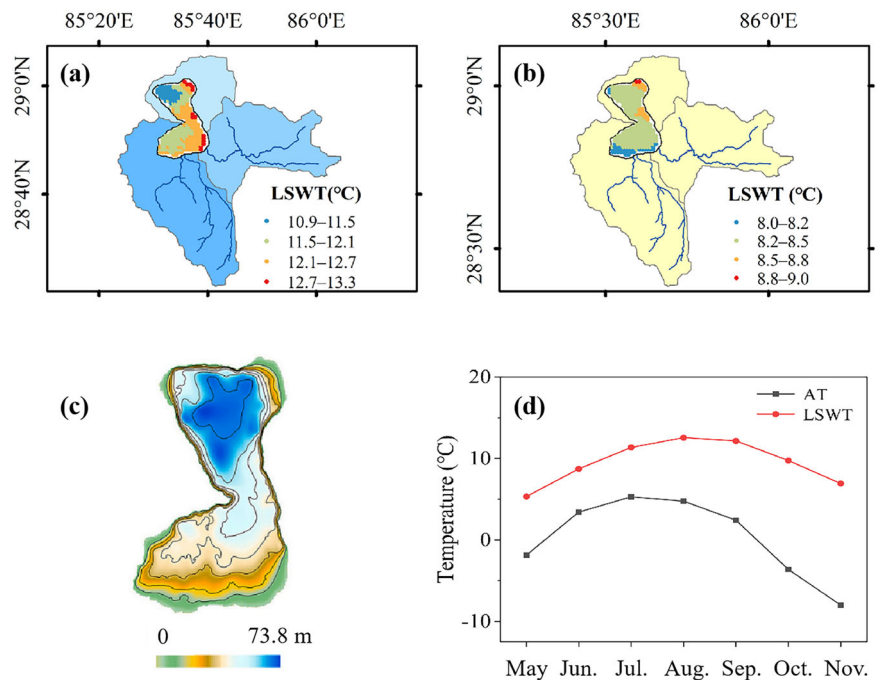 85°20'E 85°40'E 86°0'E
85°30'E 86°0'E
(a)
29°0'N
28°40'N
LSWT(°C)
10.9–11.5
11.5–12.1
12.1–12.7
12.7–13.3
(b)
29°0'N
28°30'N
LSWT (°C)
8.0–8.2
8.2–8.5
8.5–8.8
8.8–9.0
(c)
0 73.8 m
(d)
AT
LSWT
Temperature (°C)
20
10
0
-10
May Jun. Jul. Aug. Sep. Oct. Nov.